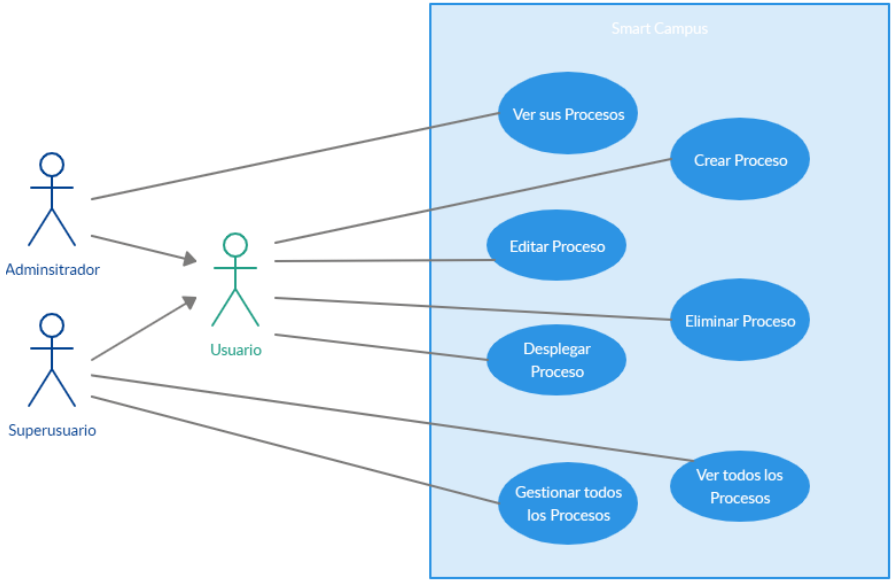 Smart Campus
Ver sus Procesos
Crear Proceso
Adminsitrador
Editar Proceso
Usuario
Eliminar Proceso
Desplegar
Proceso
Superusuario
Ver todos los
Procesos
Gestionar todos
los Procesos